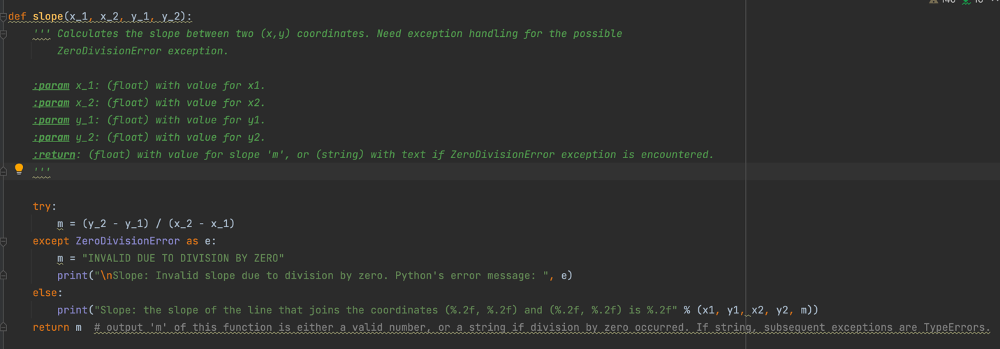 def slope(x_1, x_2, y_1, y_2):
    ''' Calculates the slope between two (x,y) coordinates. Need exception handling for the possible
        ZeroDivisionError exception.

    :param x_1: (float) with value for x1.
    :param x_2: (float) with value for x2.
    :param y_1: (float) with value for y1.
    :param y_2: (float) with value for y2.
    :return: (float) with value for slope 'm', or (string) with text if ZeroDivisionError exception is encountered.
    '''

    try:
        m = (y_2 - y_1) / (x_2 - x_1)
    except ZeroDivisionError as e:
        m = "INVALID DUE TO DIVISION BY ZERO"
        print("\nSlope: Invalid slope due to division by zero. Python's error message: ", e)
    else:
        print("Slope: the slope of the line that joins the coordinates (%.2f, %.2f) and (%.2f, %.2f) is %.2f" % (x1, y1, x2, y2, m))
    return m  # output 'm' of this function is either a valid number, or a string if division by zero occurred. If string, subsequent exceptions are TypeErrors.